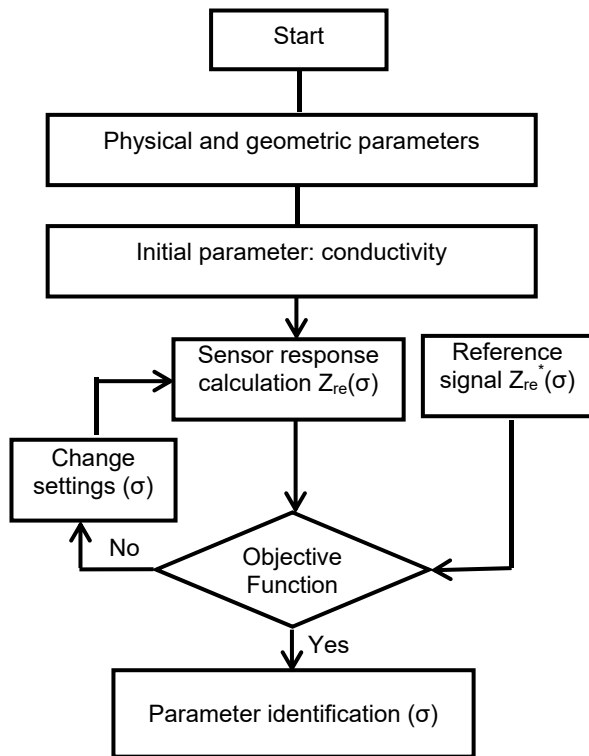 Start
Physical and geometric parameters
Initial parameter: conductivity
Sensor response
calculation Zre(σ)
Reference
signal Zre*(σ)
Change
settings (σ)
No
Objective
Function
Yes
Parameter identification (σ)